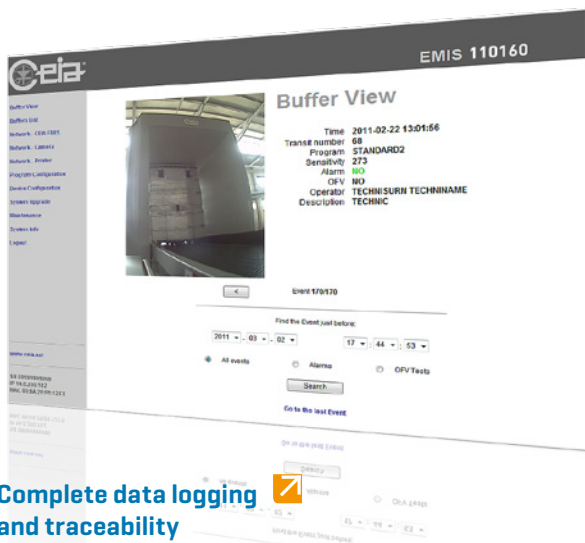 ceia
EMIS 110160
Buffer View
Buffers List
Network - CEIA FIRST
Network - Camera
Network - Printer
Program Configuration
Device Configuration
System Upgrade
Maintenance
System Info
Logout
www.ceia.net
Buffer View
Time 2011-02-22 13:01:56
Transit number 68
Program STANDARD2
Sensitivity 273
Alarm NO
OFV NO
Operator TECHNISURN TECHNINAME
Description TECHNIC
< Event 170/170
Find the Event just before:
2011 - 03 - 02 17 : 44 : 53
All events Alarms OFV Tests
Search
Go to the last Event
Complete data logging
and traceability